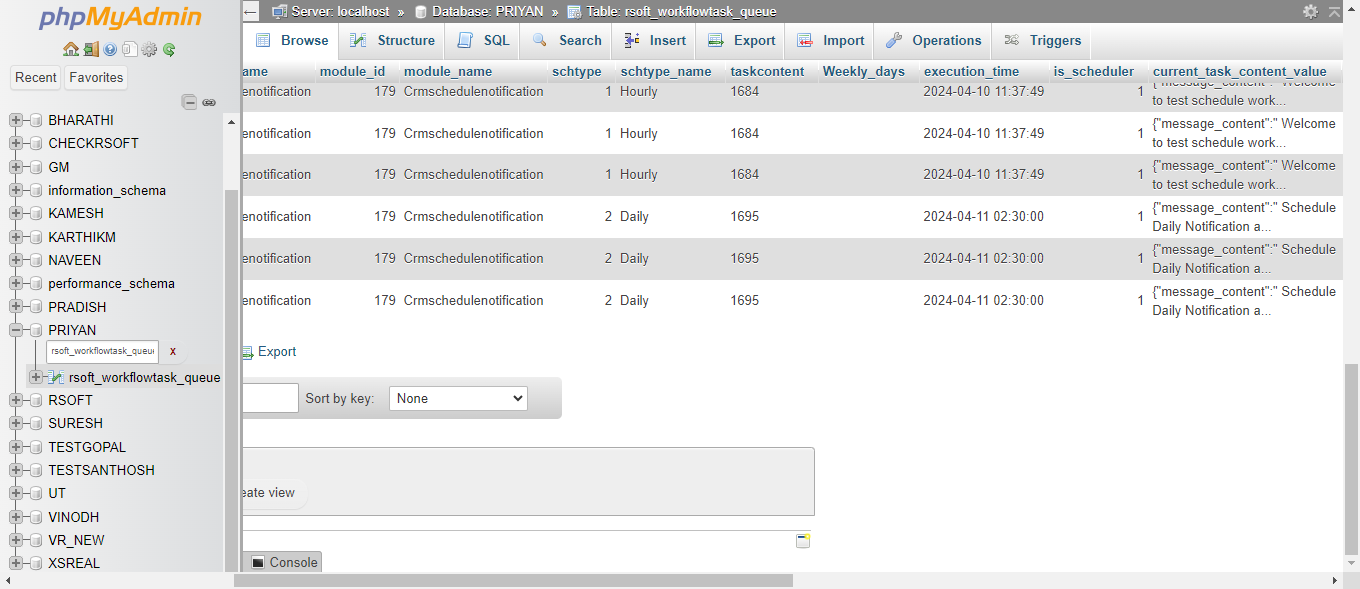 phpMyAdmin
Recent Favorites
BHARATHI
CHECKRSOFT
GM
information_schema
KAMESH
KARTHIKM
NAVEEN
performance_schema
PRADISH
PRIYAN
rsoft_workflowtask_queue X
rsoft_workflowtask_queue
RSOFT
SURESH
TESTGOPAL
TESTSANTHOSH
UT
VINODH
VR_NEW
XSREAL
Server: localhost » Database: PRIYAN » Table: rsoft_workflowtask_queue
Browse Structure SQL Search Insert Export Import Operations Triggers
ame module_id module_name schtype schtype_name taskcontent Weekly_days execution_time is_scheduler current_task_content_value
enotification 179 Crmschedulenotification 1 Hourly 1684 2024-04-10 11:37:49 1 {"message_content":" Welcome
to test schedule work...
enotification 179 Crmschedulenotification 1 Hourly 1684 2024-04-10 11:37:49 1 {"message_content":" Welcome
to test schedule work...
enotification 179 Crmschedulenotification 1 Hourly 1684 2024-04-10 11:37:49 1 {"message_content":" Welcome
to test schedule work...
enotification 179 Crmschedulenotification 2 Daily 1695 2024-04-11 02:30:00 1 {"message_content":" Schedule
Daily Notification a...
enotification 179 Crmschedulenotification 2 Daily 1695 2024-04-11 02:30:00 1 {"message_content":" Schedule
Daily Notification a...
enotification 179 Crmschedulenotification 2 Daily 1695 2024-04-11 02:30:00 1 {"message_content":" Schedule
Daily Notification a...
Export
Sort by key: None
eate view
Console